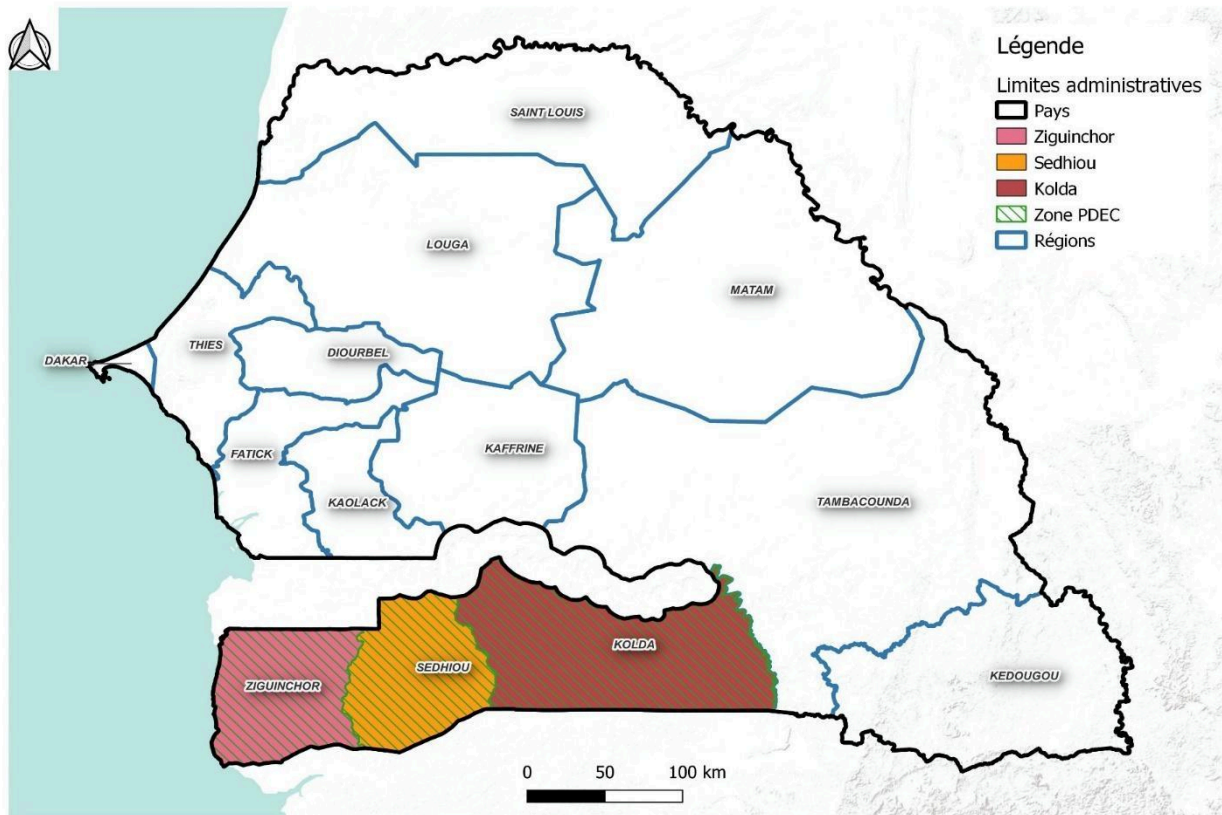 Légende
Limites administratives
Pays
Ziguinchor
Sedhiou
Kolda
Zone PDEC
Régions
SAINT LOUIS
LOUGA
MATAM
THIES
DIOURBEL
DAKAR
FATICK
KAFFRINE
KAOLACK
TAMBACOUNDA
KOLDA
SEDHIOU
ZIGUINCHOR
KEDOUGOU
0 50 100 km